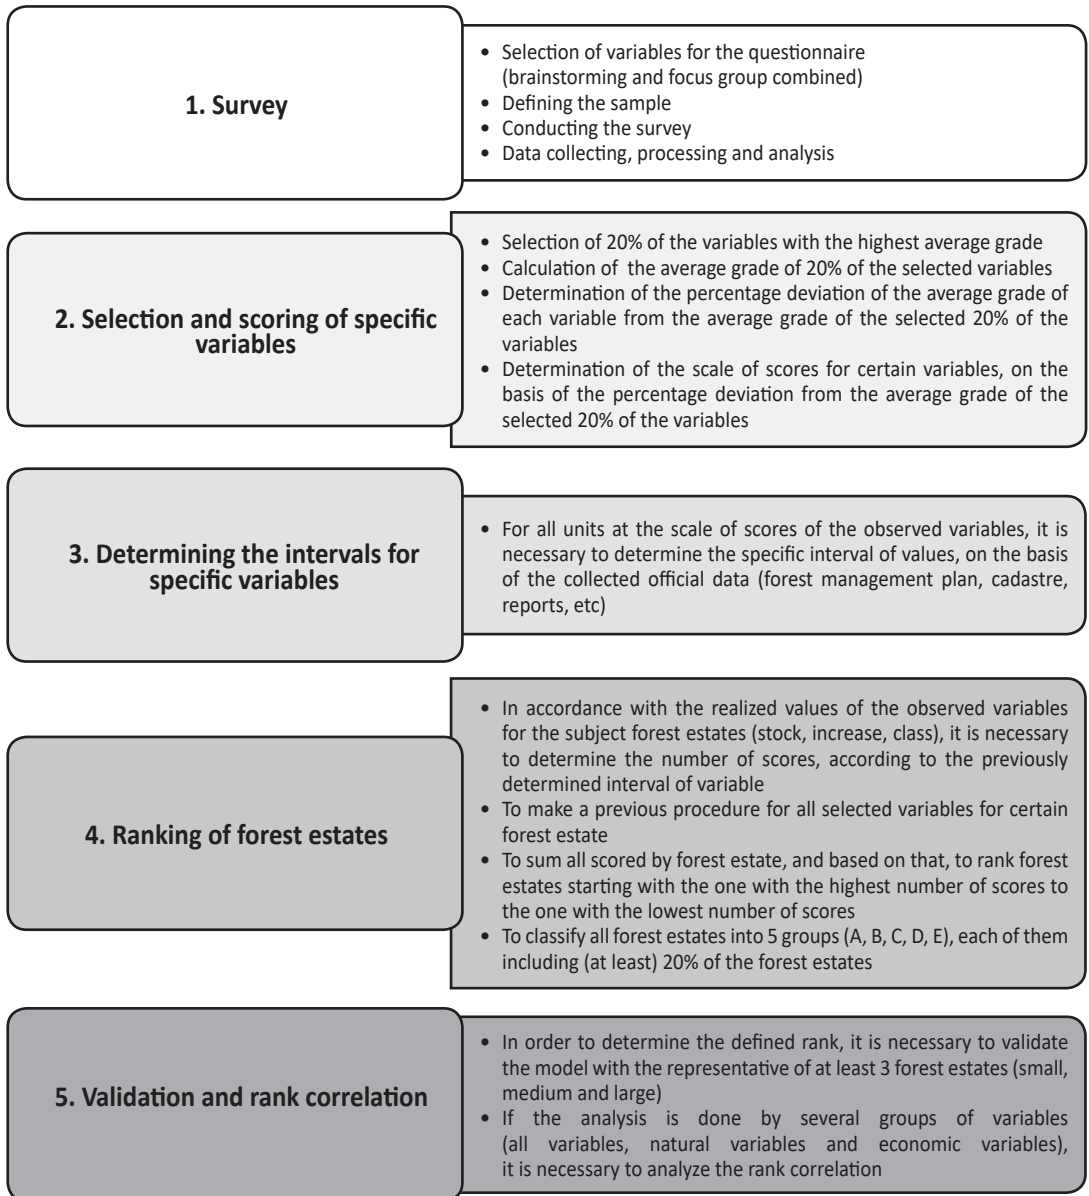 1. Survey
• Selection of variables for the questionnaire
(brainstorming and focus group combined)
• Defining the sample
• Conducting the survey
• Data collecting, processing and analysis
2. Selection and scoring of specific
variables
• Selection of 20% of the variables with the highest average grade
• Calculation of the average grade of 20% of the selected variables
• Determination of the percentage deviation of the average grade of
each variable from the average grade of the selected 20% of the
variables
• Determination of the scale of scores for certain variables, on the
basis of the percentage deviation from the average grade of the
selected 20% of the variables
3. Determining the intervals for
specific variables
• For all units at the scale of scores of the observed variables, it is
necessary to determine the specific interval of values, on the basis
of the collected official data (forest management plan, cadastre,
reports, etc)
4. Ranking of forest estates
• In accordance with the realized values of the observed variables
for the subject forest estates (stock, increase, class), it is necessary
to determine the number of scores, according to the previously
determined interval of variable
• To make a previous procedure for all selected variables for certain
forest estate
• To sum all scored by forest estate, and based on that, to rank forest
estates starting with the one with the highest number of scores to
the one with the lowest number of scores
• To classify all forest estates into 5 groups (A, B, C, D, E), each of them
including (at least) 20% of the forest estates
5. Validation and rank correlation
• In order to determine the defined rank, it is necessary to validate
the model with the representative of at least 3 forest estates (small,
medium and large)
• If the analysis is done by several groups of variables
(all variables, natural variables and economic variables),
it is necessary to analyze the rank correlation